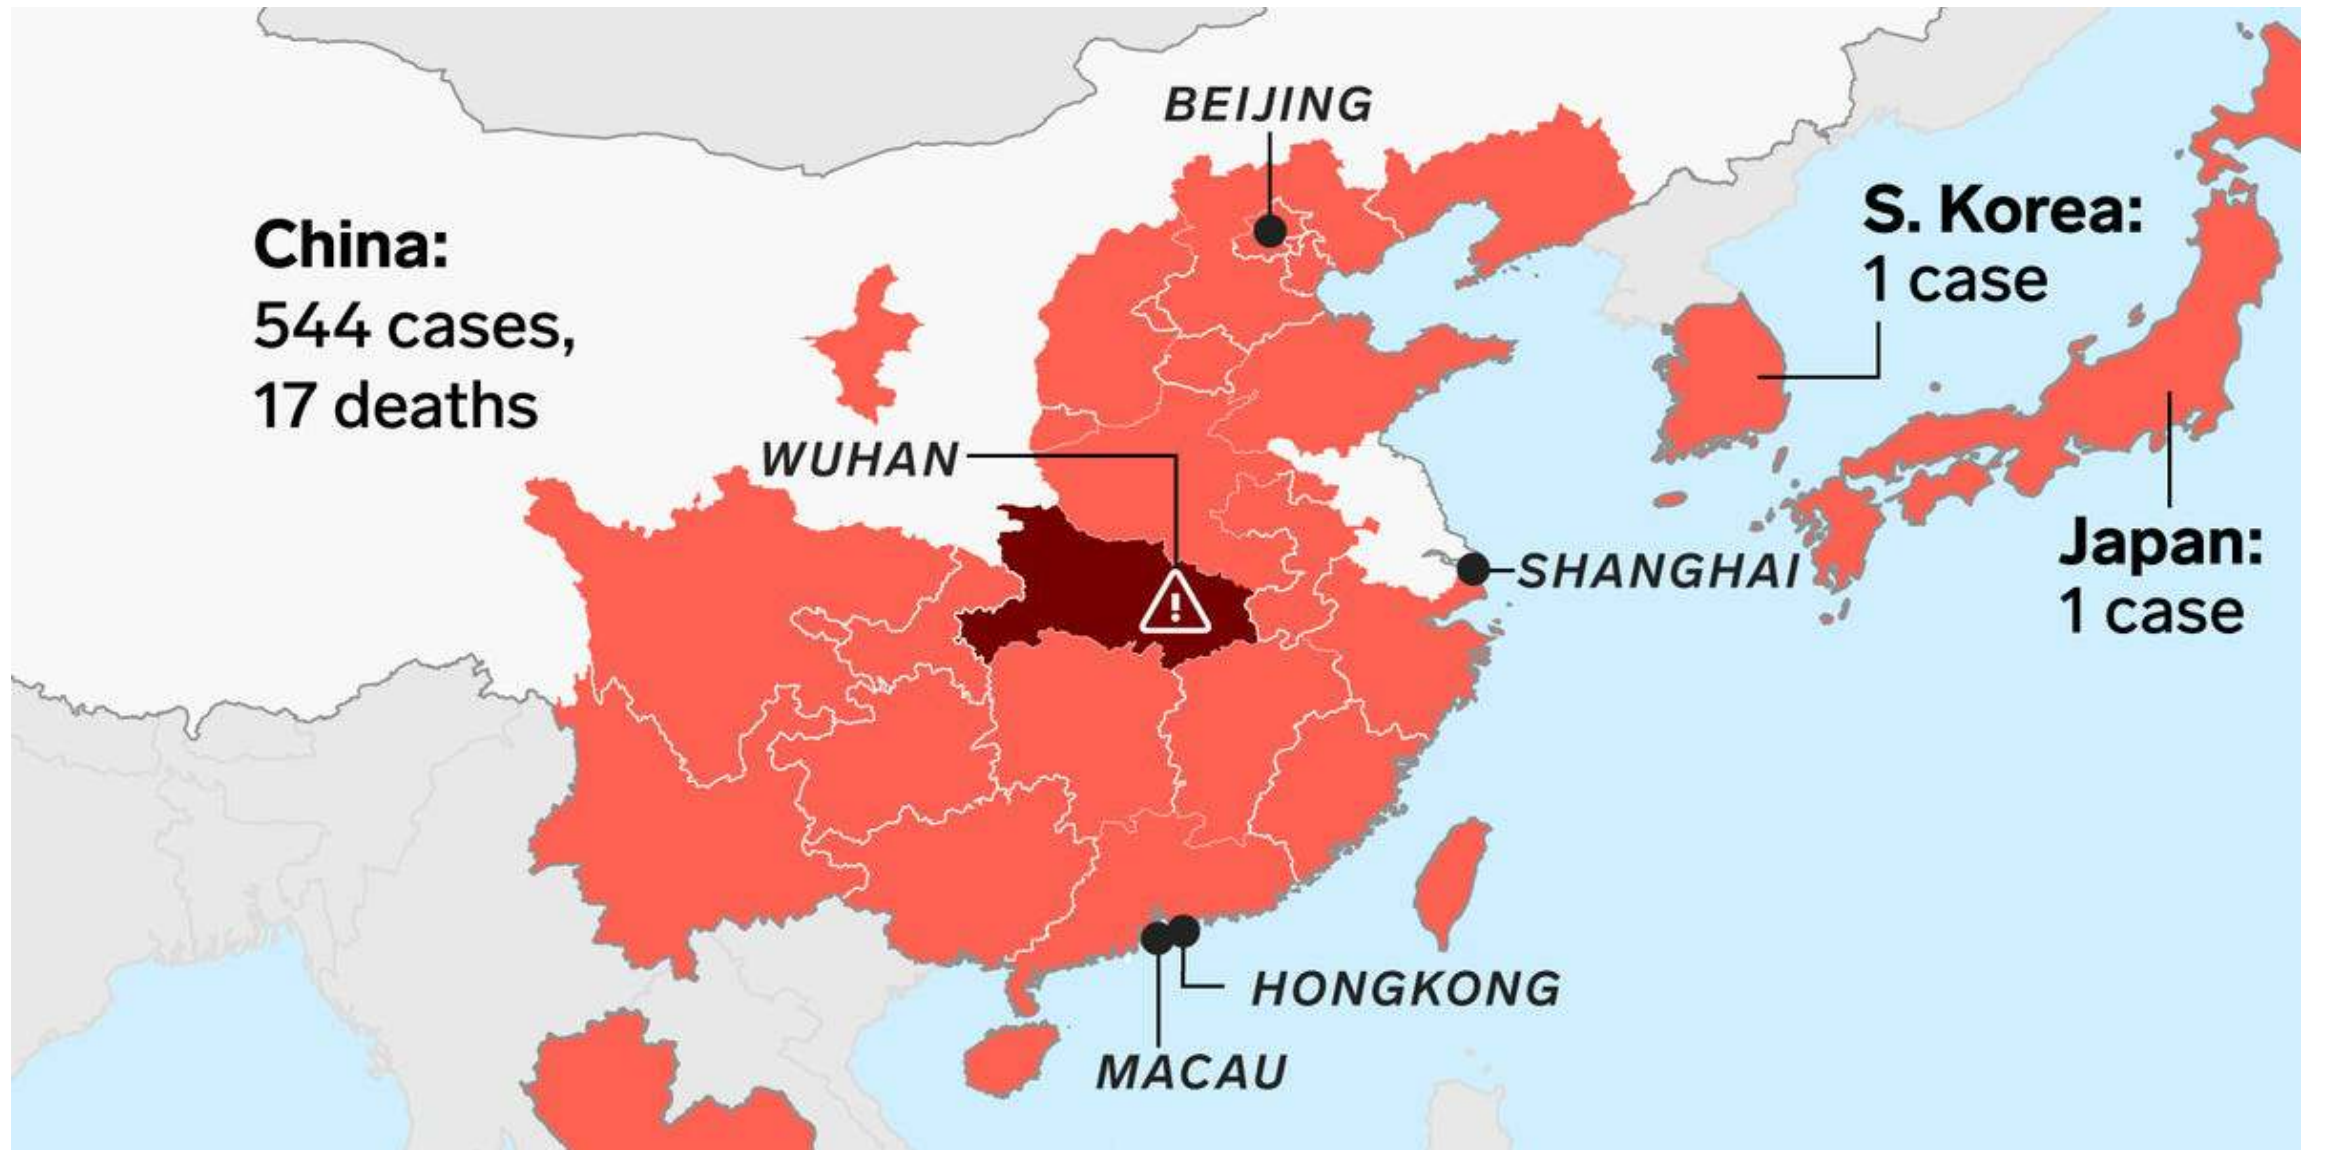 BEIJING
China:
544 cases,
17 deaths
S. Korea:
1 case
WUHAN
SHANGHAI
Japan:
1 case
HONGKONG
MACAU